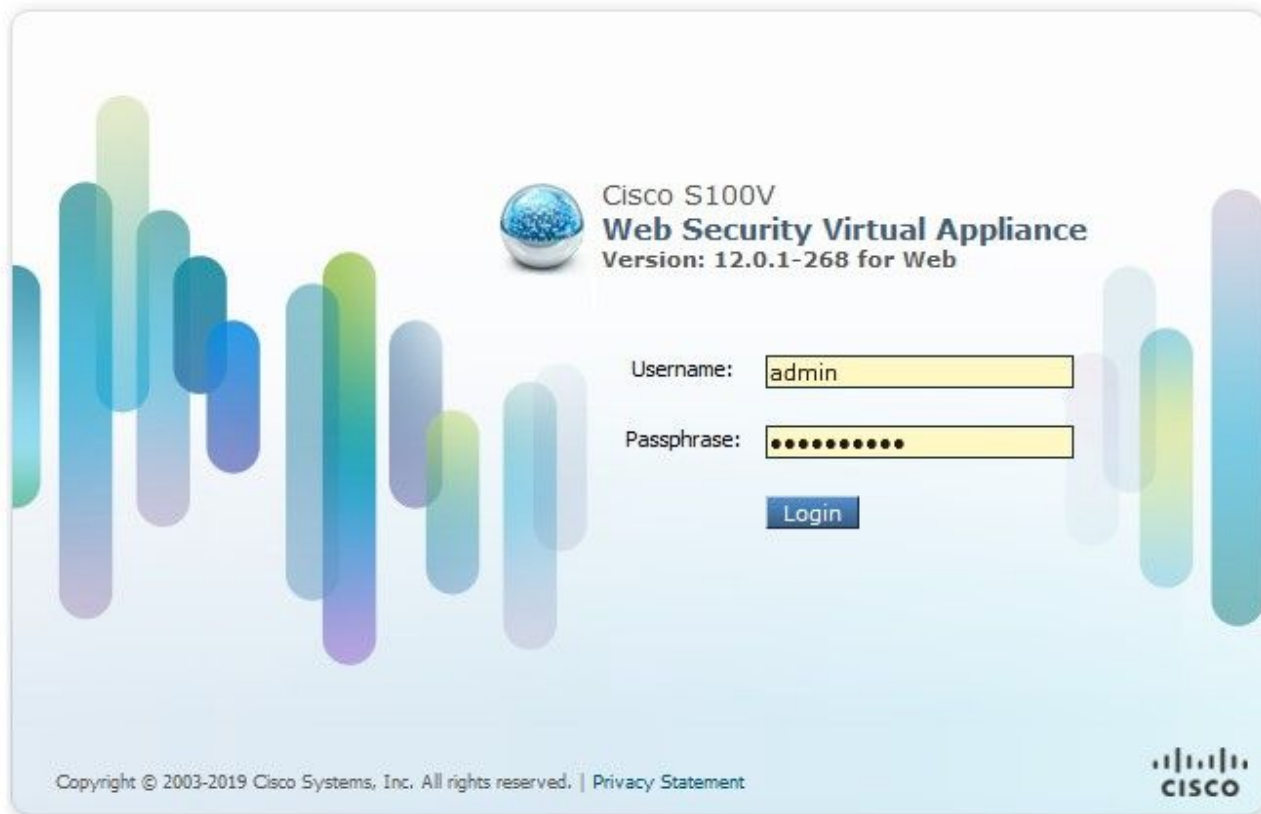 Cisco S100V
Web Security Virtual Appliance
Version: 12.0.1-268 for Web
Username: admin
Passphrase: ••••••••••
Login
Copyright © 2003-2019 Cisco Systems, Inc. All rights reserved. | Privacy Statement
CISCO